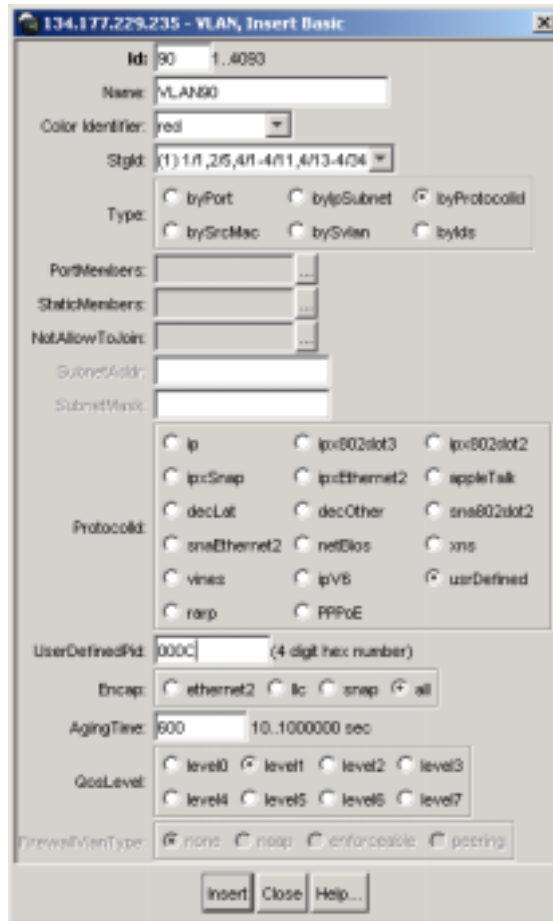 134.177.229.235 - VLAN, Insert Basic
Id: 90 1..4093
Name: VLAN90
Color Identifier: red
StgId: (1) 1/1,2/5,4/1-4/11,4/13-4/34
Type:
byPort byIpSubnet byProtocolId
bySrcMac bySvlan byIds
PortMembers: ...
StaticMembers: ...
NotAllowToJoin: ...
SubnetAddr:
SubnetMask:
ProtocolId:
ip ipx802dot3 ipx802dot2
ipxSnap ipxEthernet2 appleTalk
decLat decOther sna802dot2
snaEthernet2 netBios xns
vines ipV6 usrDefined
rarp PPPoE
UserDefinedPid: 000C (4 digit hex number)
Encap: ethernet2 llc snap all
AgingTime: 600 10..1000000 sec
QosLevel:
level0 level1 level2 level3
level4 level5 level6 level7
FirewallVlanType: none naap enforceable peering
Insert Close Help...